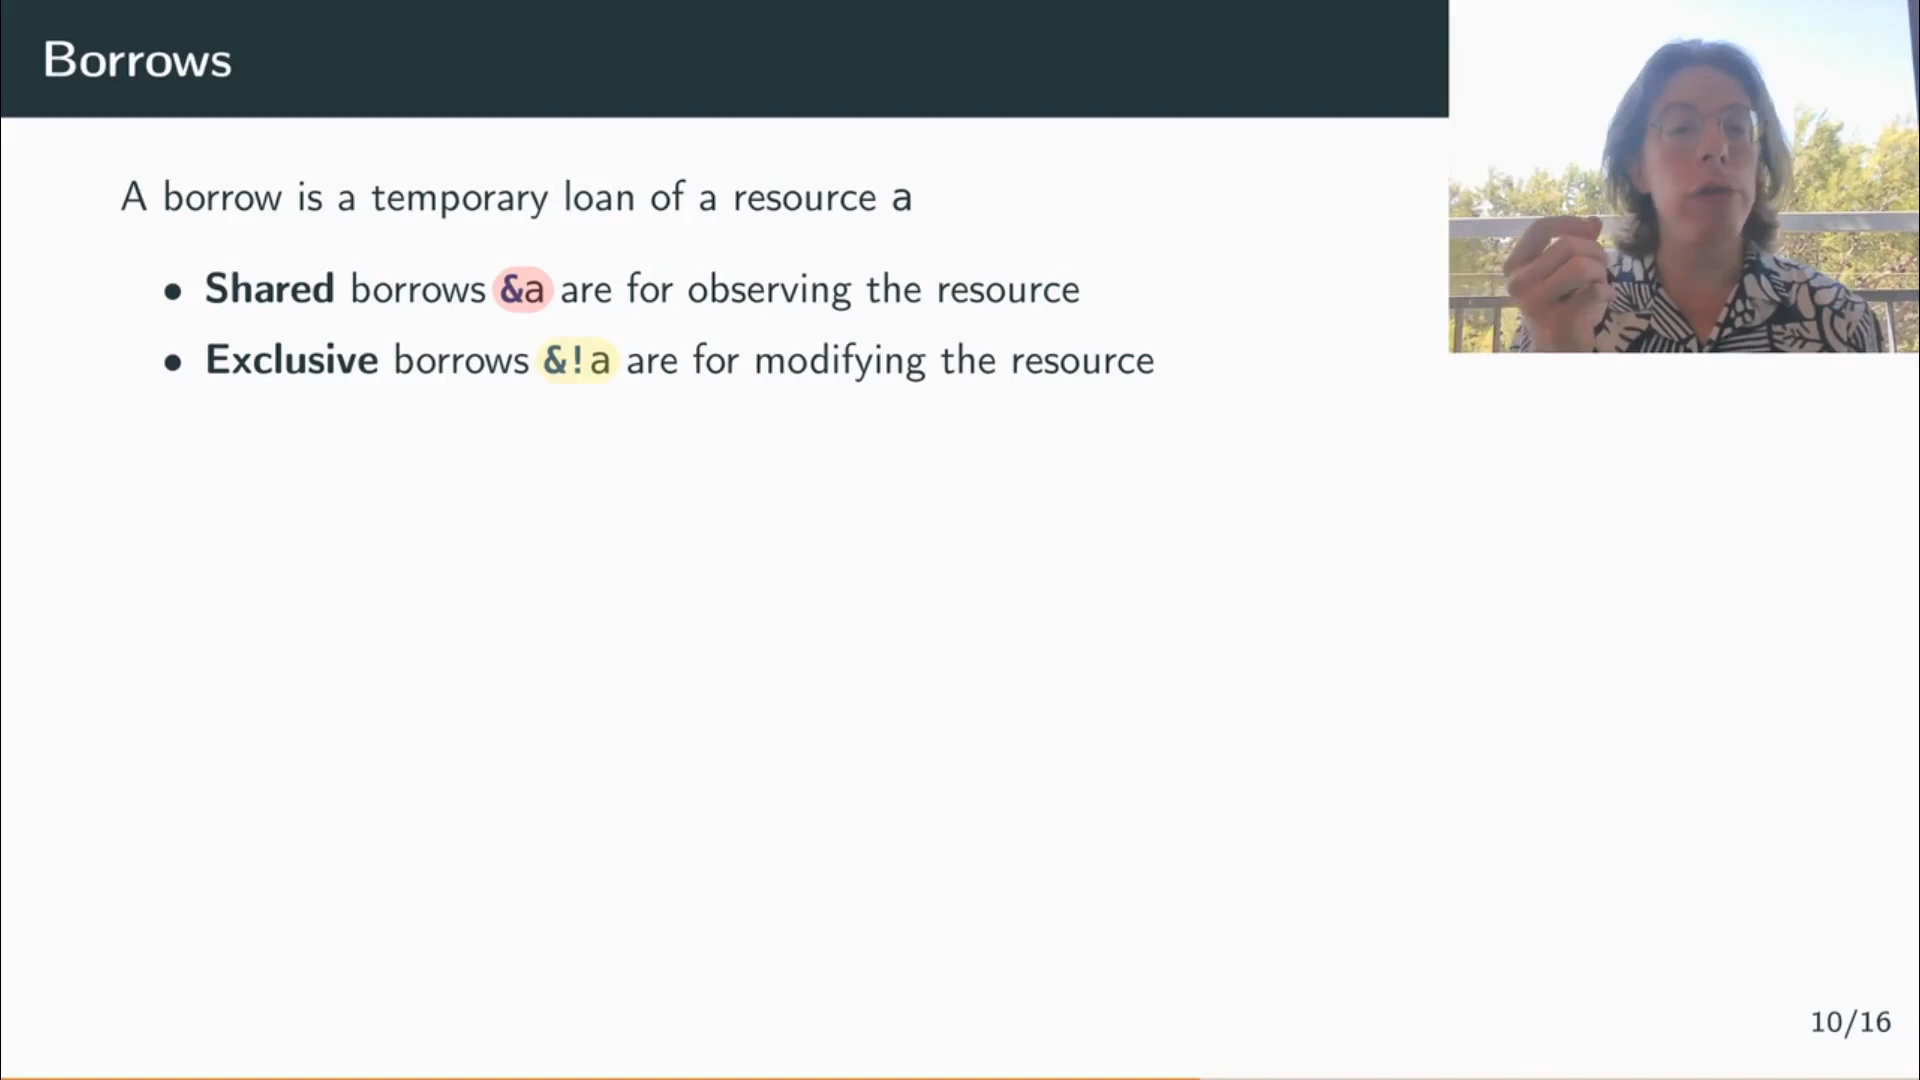 Borrows
A borrow is a temporary loan of a resource a
• Shared borrows &a are for observing the resource
• Exclusive borrows &!a are for modifying the resource
10/16